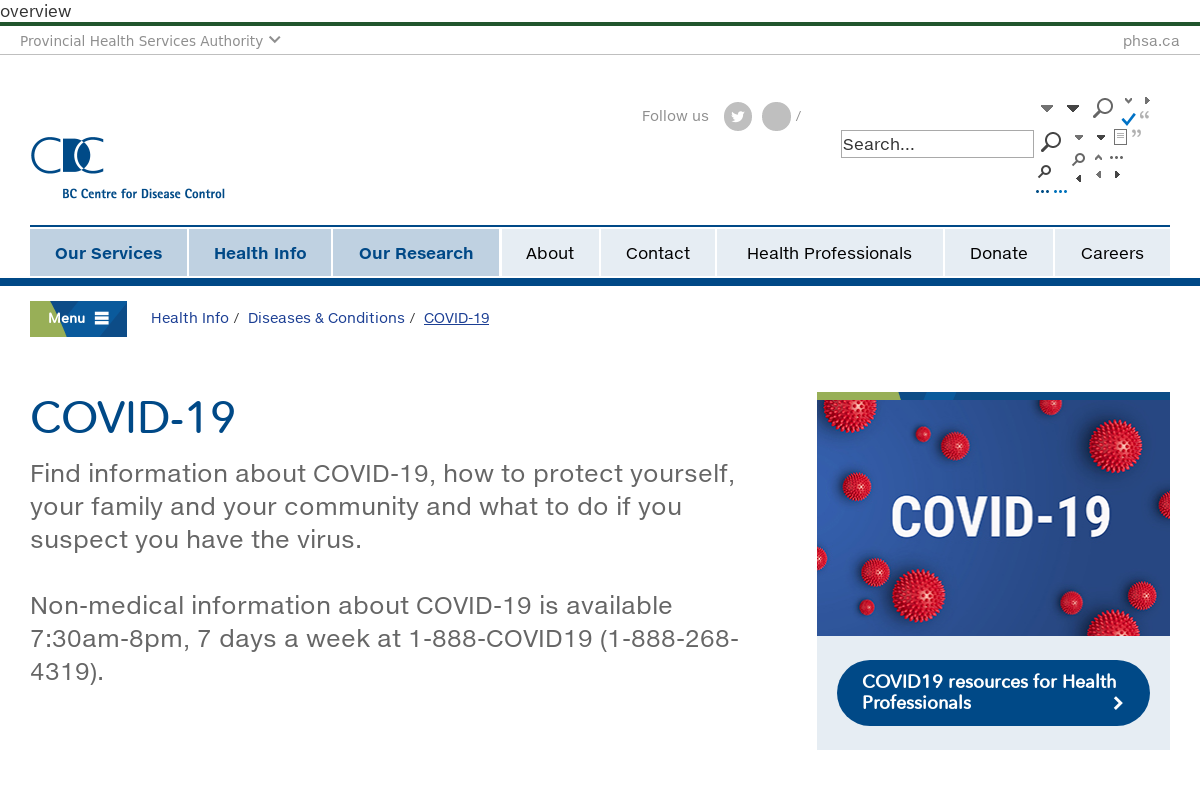 overview
Provincial Health Services Authority
phsa.ca
Follow us
/
Search...
BC Centre for Disease Control
Our Services
Health Info
Our Research
About
Contact
Health Professionals
Donate
Careers
Menu
Health Info / Diseases & Conditions / COVID-19
COVID-19
Find information about COVID-19, how to protect yourself,
your family and your community and what to do if you
suspect you have the virus.
Non-medical information about COVID-19 is available
7:30am-8pm, 7 days a week at 1-888-COVID19 (1-888-268-
4319).
COVID-19
COVID19 resources for Health
Professionals